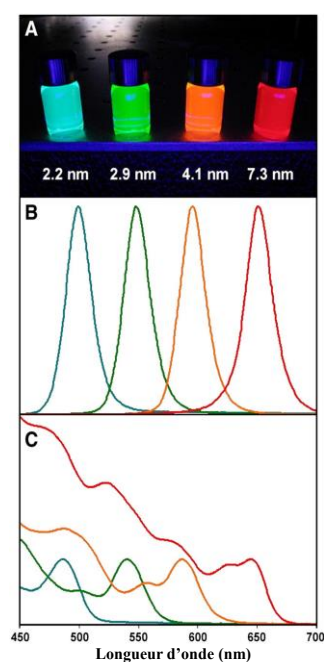 A
2.2 nm 2.9 nm 4.1 nm 7.3 nm
B
C
450 500 550 600 650 700
Longueur d’onde (nm)